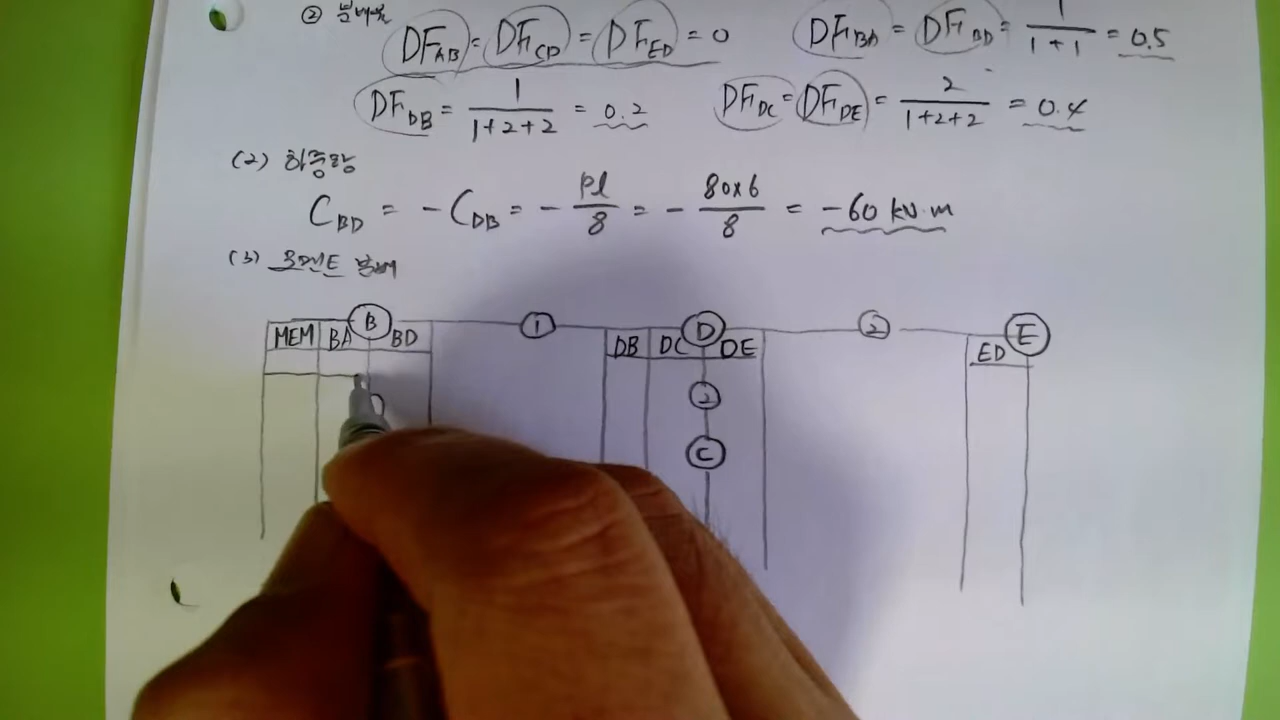 ② 분배율
DF_AB = DF_CD = DF_ED = 0 DF_BA = DF_BD = 1/(1+1) = 0.5
DF_DB = 1/(1+2+2) = 0.2 DF_DC = DF_DE = 2/(1+2+2) = 0.4
(2) 하중항
C_BD = -C_DB = - Pl/8 = - 80×6/8 = -60 kN·m
(3) 모멘트 분배
B ① D ② E
MEM BA BD DB DC DE ED
②
C